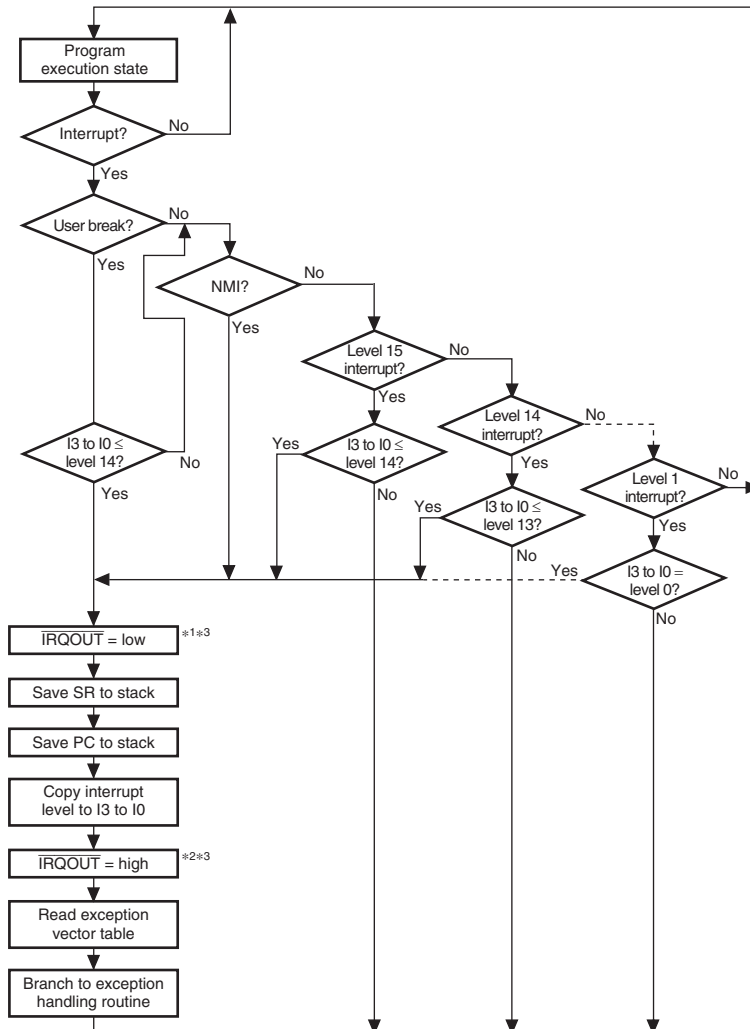 Program
execution state
Interrupt?
No
Yes
User break?
No
Yes
NMI?
No
Yes
Level 15
interrupt?
No
Yes
Level 14
interrupt?
No
Yes
I3 to I0 ≤
level 14?
No
Yes
I3 to I0 ≤
level 14?
Yes
No
Level 1
interrupt?
No
Yes
I3 to I0 ≤
level 13?
Yes
No
I3 to I0 =
level 0?
Yes
No
IRQOUT = low
*1*3
Save SR to stack
Save PC to stack
Copy interrupt
level to I3 to I0
IRQOUT = high
*2*3
Read exception
vector table
Branch to exception
handling routine